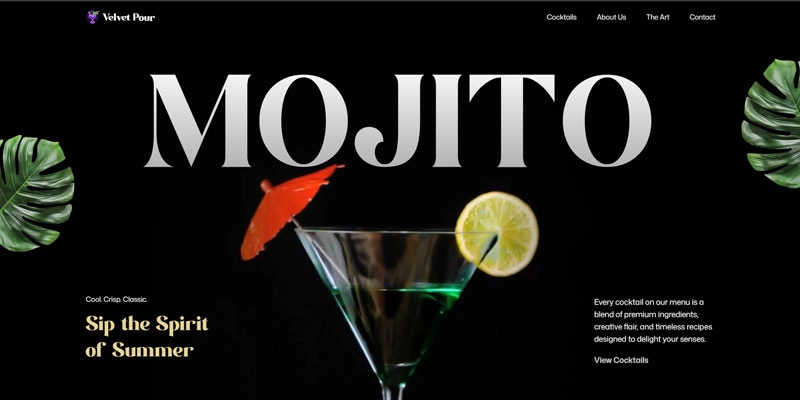 Velvet Pour
Cocktails
About Us
The Art
Contact
MOJITO
Cool. Crisp. Classic.
Sip the Spirit
of Summer
Every cocktail on our menu is a
blend of premium ingredients,
creative flair, and timeless recipes
designed to delight your senses.
View Cocktails